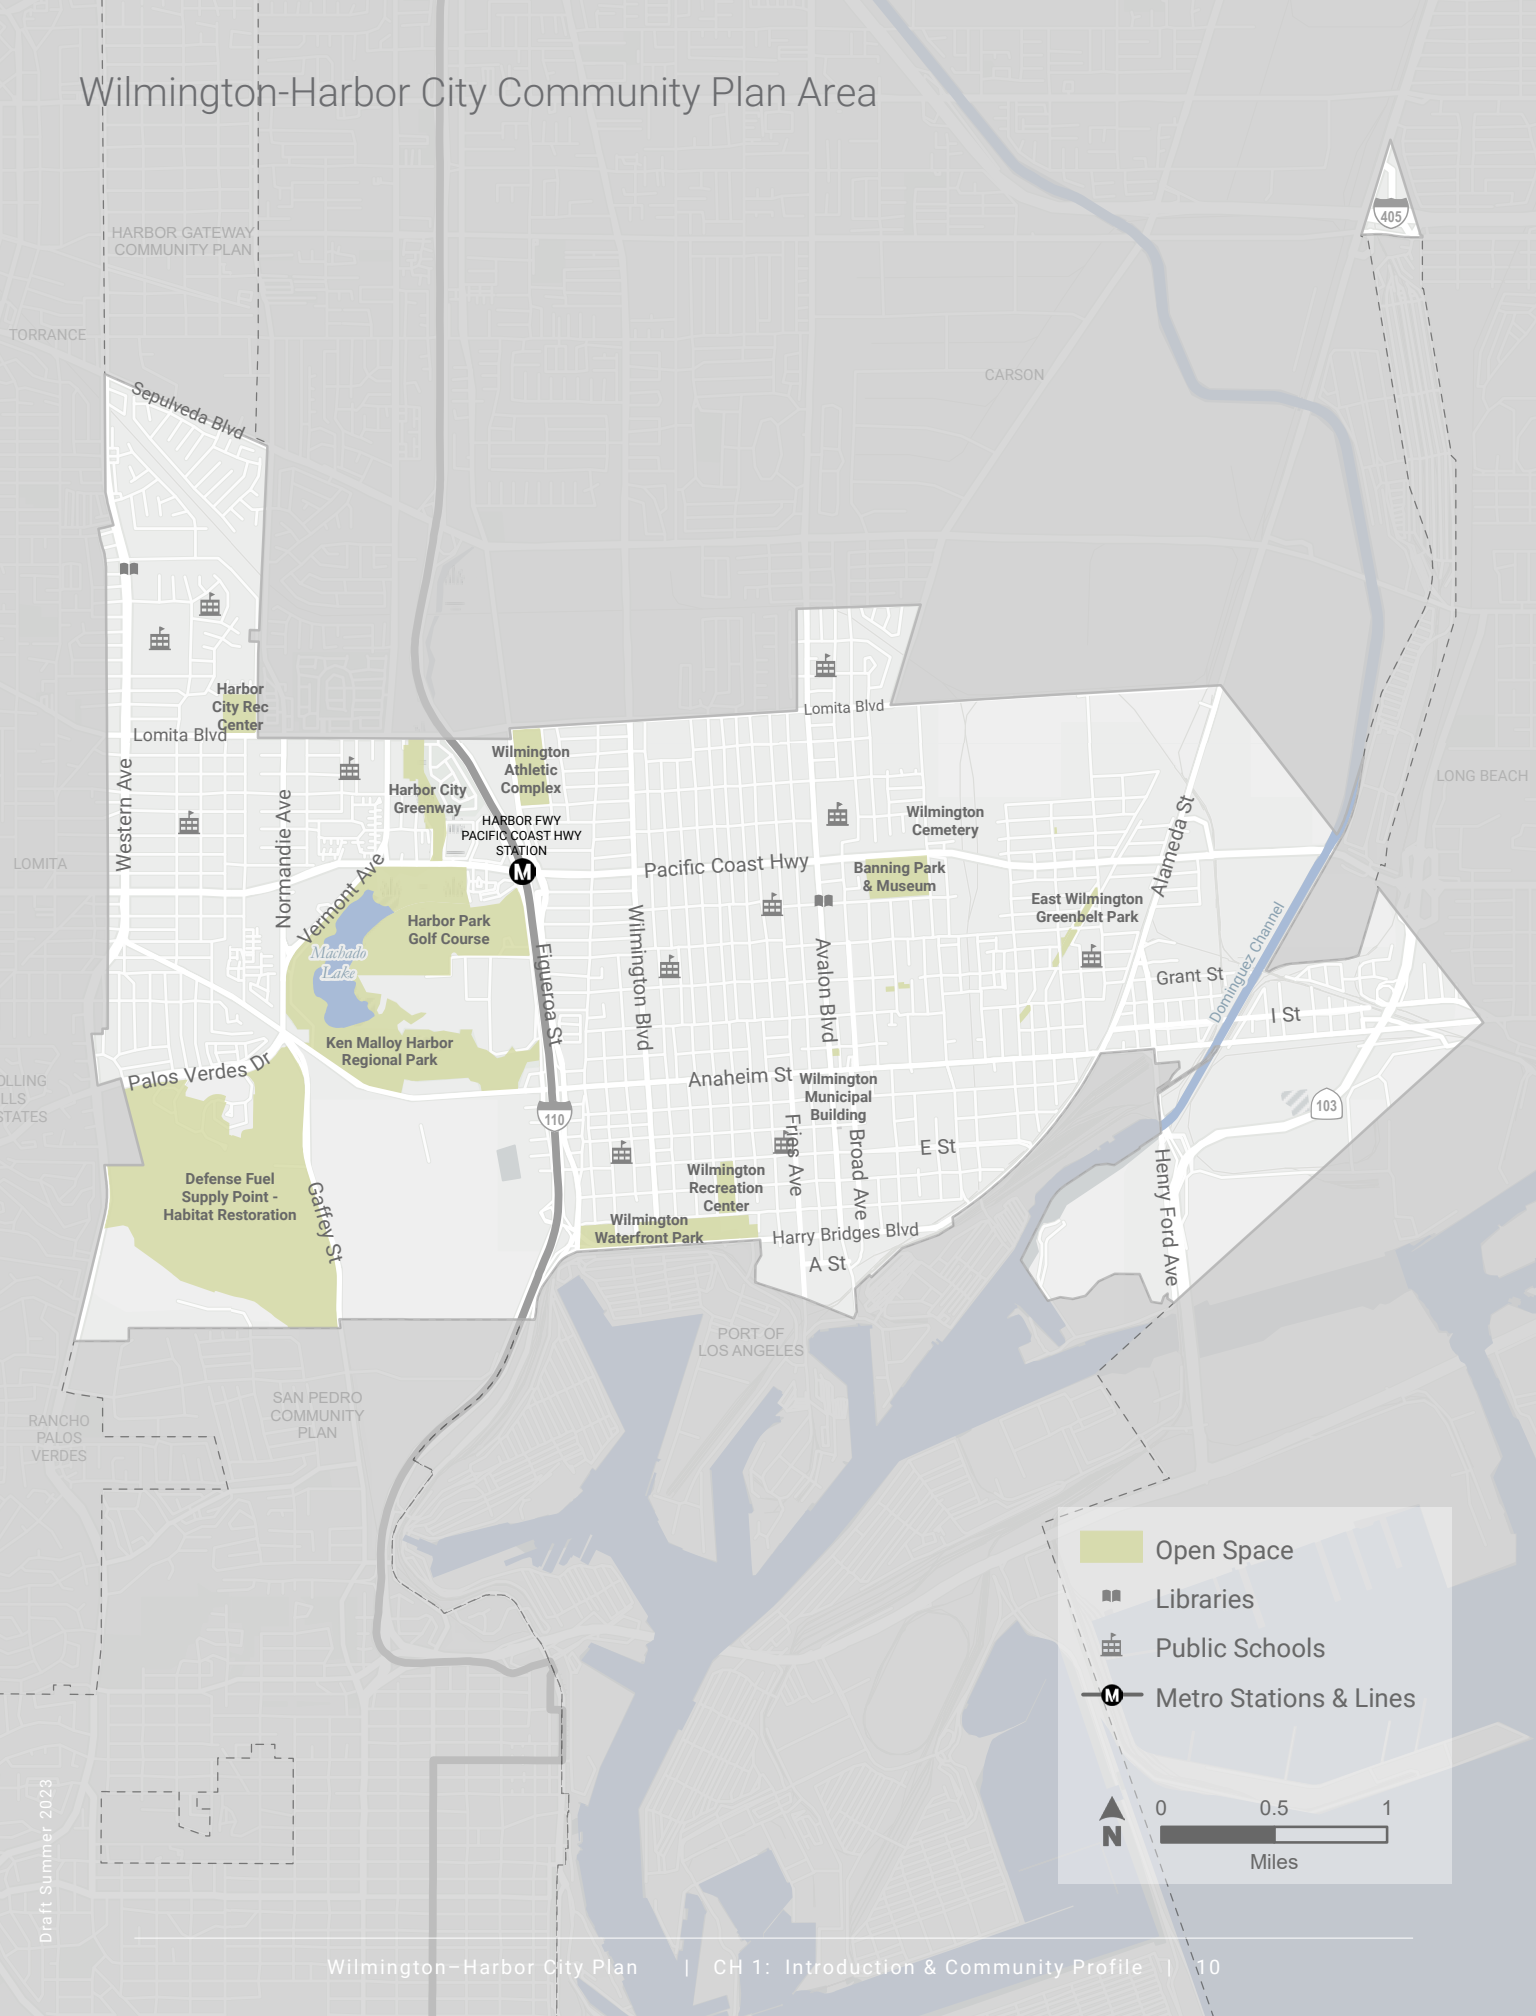 Wilmington-Harbor City Community Plan Area
HARBOR GATEWAY
COMMUNITY PLAN
405
TORRANCE
CARSON
Sepulveda Blvd
Harbor
City Rec
Center
Lomita Blvd
Lomita Blvd
Wilmington
Athletic
Complex
Harbor City
Greenway
HARBOR FWY
PACIFIC COAST HWY
STATION
M
LONG BEACH
Western Ave
Normandie Ave
Vermont Ave
LOMITA
Wilmington
Cemetery
Pacific Coast Hwy
Banning Park
& Museum
Alameda St
East Wilmington
Greenbelt Park
Harbor Park
Golf Course
Machado
Lake
Figueroa St
Wilmington Blvd
Avalon Blvd
Grant St
Dominguez Channel
I St
Ken Malloy Harbor
Regional Park
Palos Verdes Dr
Anaheim St
Wilmington
Municipal
Building
OLLING
LLS
STATES
110
103
Fries Ave
Broad Ave
E St
Henry Ford Ave
Defense Fuel
Supply Point -
Habitat Restoration
Gaffey St
Wilmington
Recreation
Center
Wilmington
Waterfront Park
Harry Bridges Blvd
A St
PORT OF
LOS ANGELES
SAN PEDRO
COMMUNITY
PLAN
RANCHO
PALOS
VERDES
Open Space
Libraries
Public Schools
M Metro Stations & Lines
N
0 0.5 1
Miles
Draft Summer 2023
Wilmington–Harbor City Plan | CH 1: Introduction & Community Profile | 10